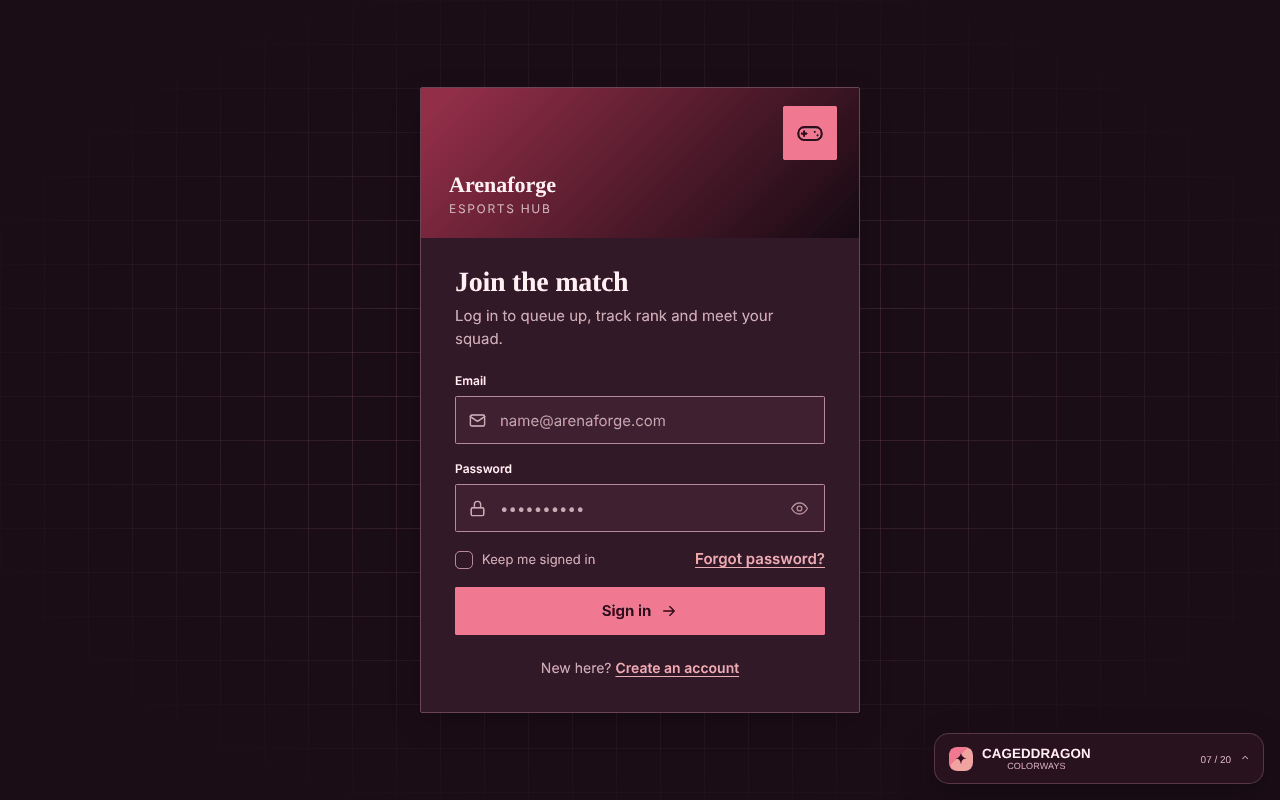 Arenaforge
ESPORTS HUB
Join the match
Log in to queue up, track rank and meet your
squad.
Email
name@arenaforge.com
Password
••••••••••
Keep me signed in
Forgot password?
Sign in →
New here? Create an account
CAGEDDRAGON
COLORWAYS
07 / 20